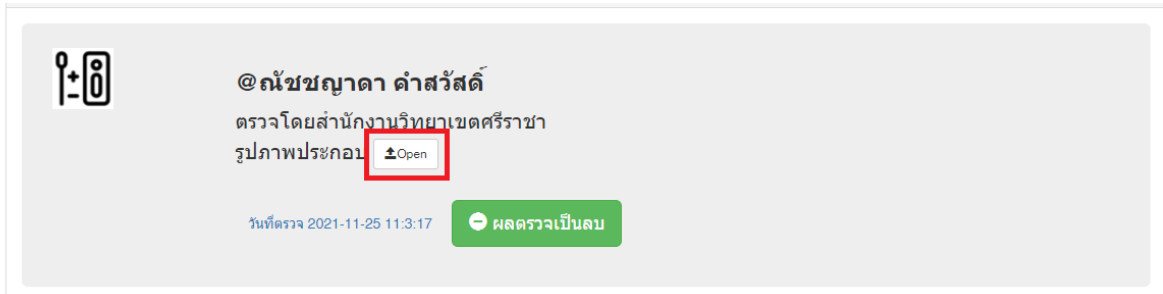 @ณัชชญาดา คำสวัสดิ์
ตรวจโดยสำนักงานวิทยาเขตศรีราชา
รูปภาพประกอบ Open
วันที่ตรวจ 2021-11-25 11:3:17 ผลตรวจเป็นลบ